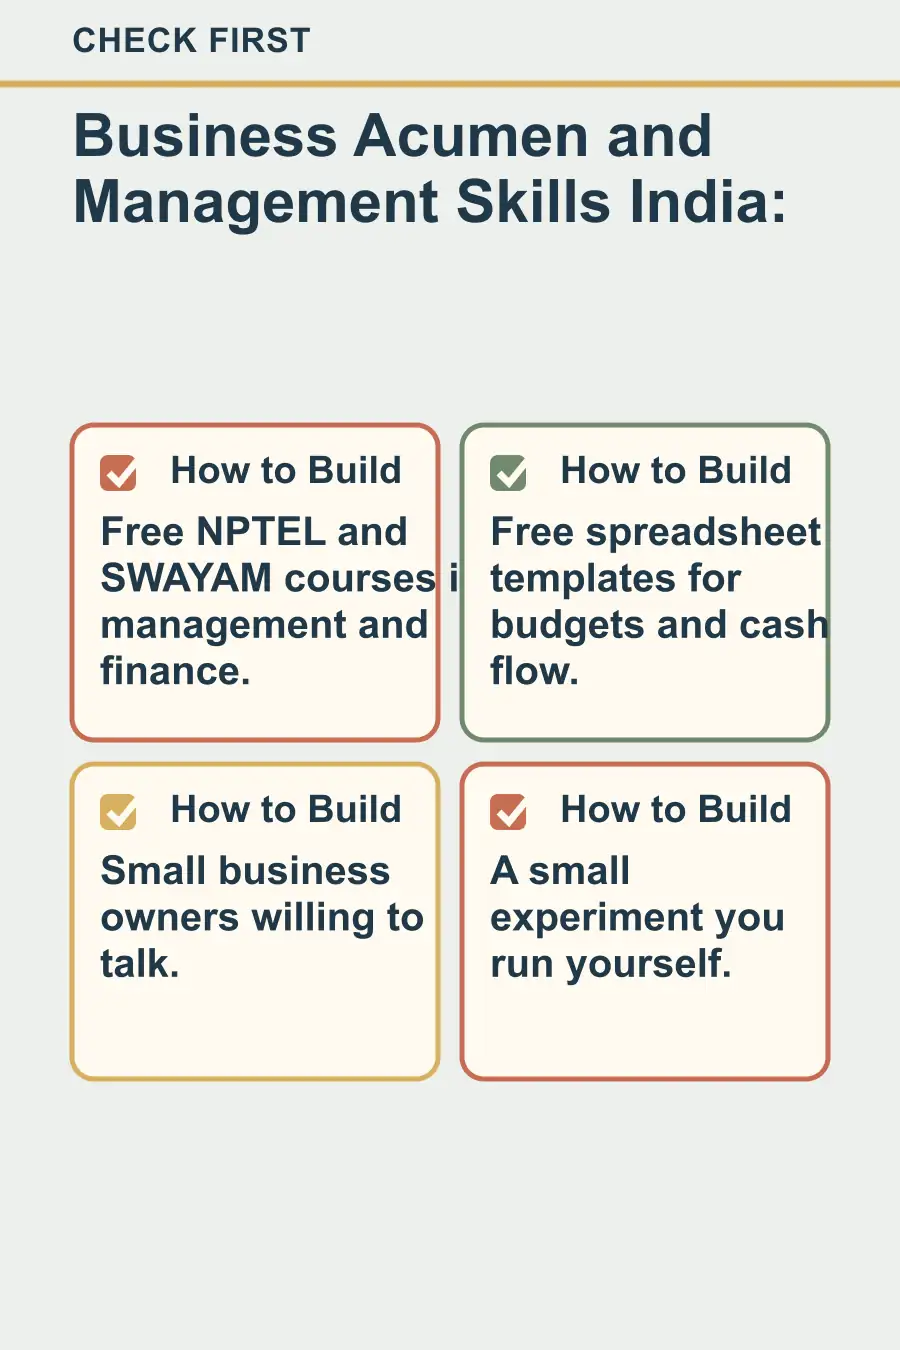 CHECK FIRST
Business Acumen and
Management Skills India:
How to Build
Free NPTEL and
SWAYAM courses i
management and
finance.
How to Build
Free spreadsheet
templates for
budgets and cash
flow.
How to Build
Small business
owners willing to
talk.
How to Build
A small
experiment you
run yourself.